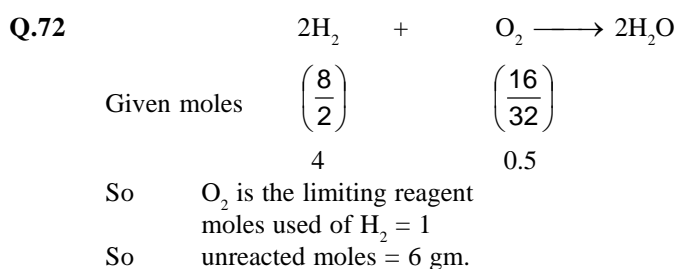 Q.72 2H₂ + O₂ ⟶ 2H₂O
Given moles (8/2) (16/32)
4 0.5
So O₂ is the limiting reagent
moles used of H₂ = 1
So unreacted moles = 6 gm.